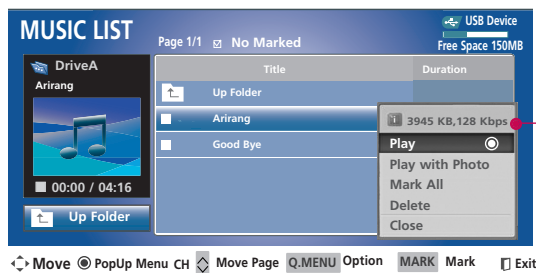 MUSIC LIST
Page 1/1 No Marked
USB Device
Free Space 150MB
DriveA
Arirang
00:00 / 04:16
Up Folder
Title Duration
Up Folder
Arirang
Good Bye
3945 KB,128 Kbps
Play
Play with Photo
Mark All
Delete
Close
Move PopUp Menu CH Move Page Q.MENU Option MARK Mark Exit